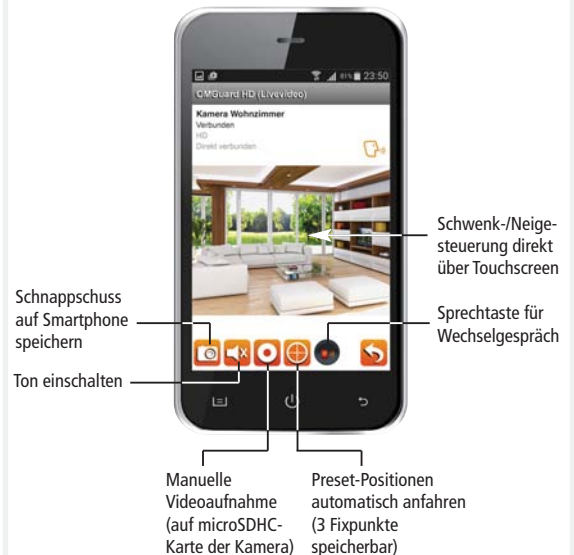 81% 23:50
CMGuard HD (Livevideo)
Kamera Wohnzimmer
Verbunden
HD
Direkt verbunden
Schwenk-/Neige-
steuerung direkt
über Touchscreen
Schnappschuss
auf Smartphone
speichern
Sprechtaste für
Wechselgespräch
Ton einschalten
Manuelle
Videoaufnahme
(auf microSDHC-
Karte der Kamera)
Preset-Positionen
automatisch anfahren
(3 Fixpunkte
speicherbar)